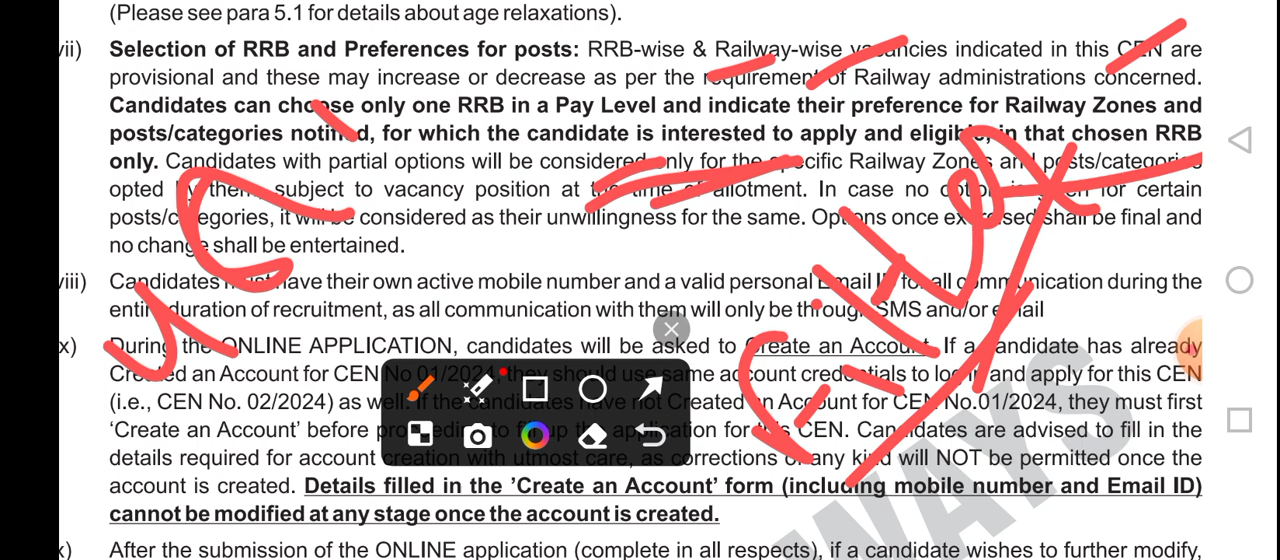 (Please see para 5.1 for details about age relaxations).
vii) Selection of RRB and Preferences for posts: RRB-wise & Railway-wise vacancies indicated in this CEN are
provisional and these may increase or decrease as per the requirement of Railway administrations concerned.
Candidates can choose only one RRB in a Pay Level and indicate their preference for Railway Zones and
posts/categories notified, for which the candidate is interested to apply and eligible, in that chosen RRB
only. Candidates with partial options will be considered only for the specific Railway Zones and posts/categories
opted by them, subject to vacancy position at the time of allotment. In case no option is given for certain
posts/categories, it will be considered as their unwillingness for the same. Options once exercised shall be final and
no change shall be entertained.
viii) Candidates must have their own active mobile number and a valid personal Email ID for all communication during the
entire duration of recruitment, as all communication with them will only be through SMS and/or email
x) During the ONLINE APPLICATION, candidates will be asked to Create an Account. If a candidate has already
Created an Account for CEN No 01/2024, they should use same account credentials to log in and apply for this CEN
(i.e., CEN No. 02/2024) as well. If the candidates have not Created an Account for CEN No.01/2024, they must first
‘Create an Account’ before proceeding to fill up the application for this CEN. Candidates are advised to fill in the
details required for account creation with utmost care, as corrections of any kind will NOT be permitted once the
account is created. Details filled in the ’Create an Account’ form (including mobile number and Email ID)
cannot be modified at any stage once the account is created.
x) After the submission of the ONLINE application (complete in all respects), if a candidate wishes to further modify,
WAYS